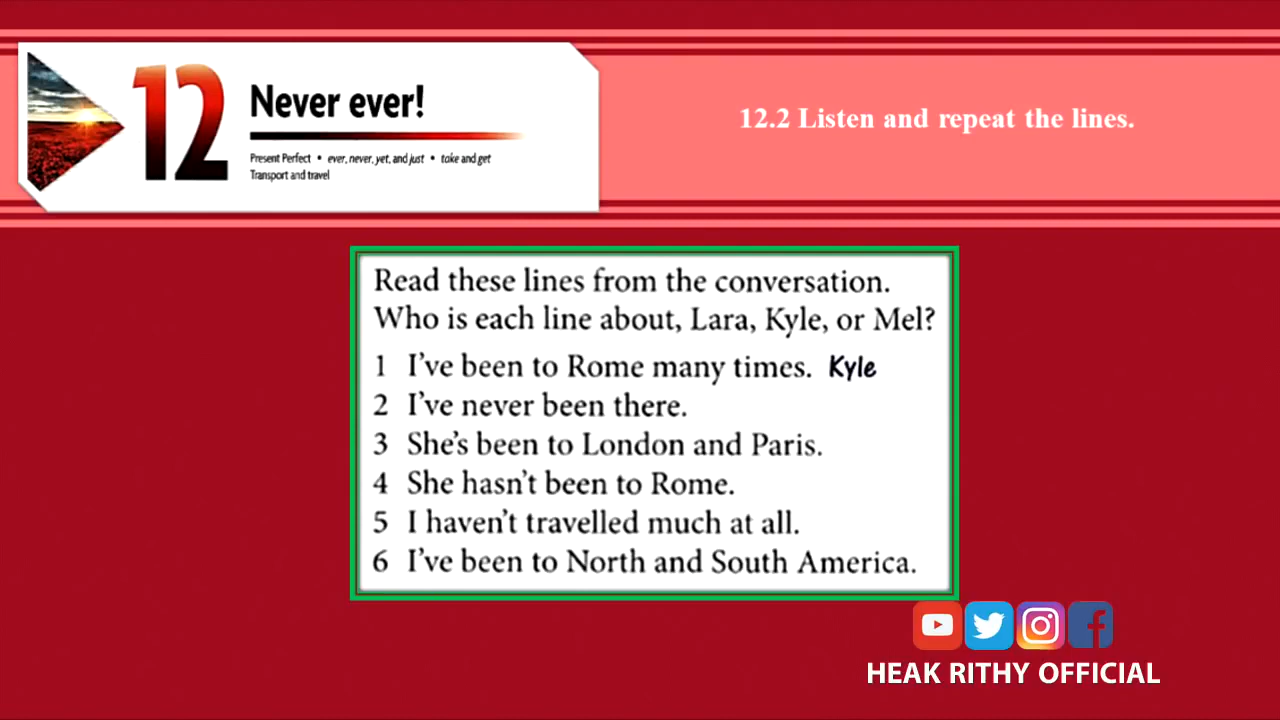 12
Never ever!
Present Perfect • ever, never, yet, and just • take and get
Transport and travel
12.2 Listen and repeat the lines.
Read these lines from the conversation.
Who is each line about, Lara, Kyle, or Mel?
1 I've been to Rome many times. Kyle
2 I've never been there.
3 She's been to London and Paris.
4 She hasn't been to Rome.
5 I haven't travelled much at all.
6 I've been to North and South America.
HEAK RITHY OFFICIAL